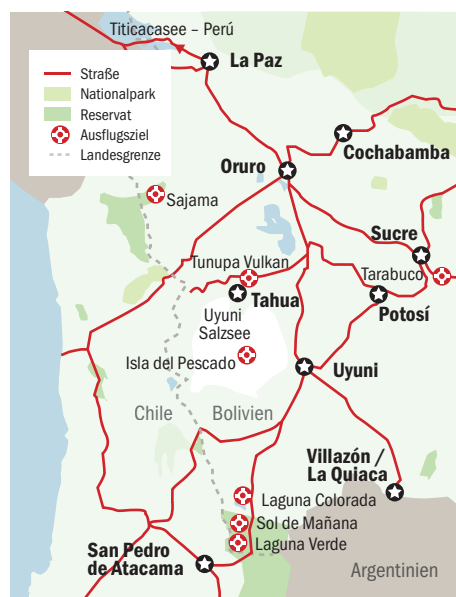 Titicacasee – Perú
La Paz
Straße
Nationalpark
Reservat
Ausflugsziel
Landesgrenze
Cochabamba
Oruro
Sajama
Sucre
Tunupa Vulkan
Tarabuco
Tahua
Potosí
Uyuni
Salzsee
Isla del Pescado
Uyuni
Chile
Bolivien
Villazón /
La Quiaca
Laguna Colorada
Sol de Mañana
Laguna Verde
San Pedro
de Atacama
Argentinien